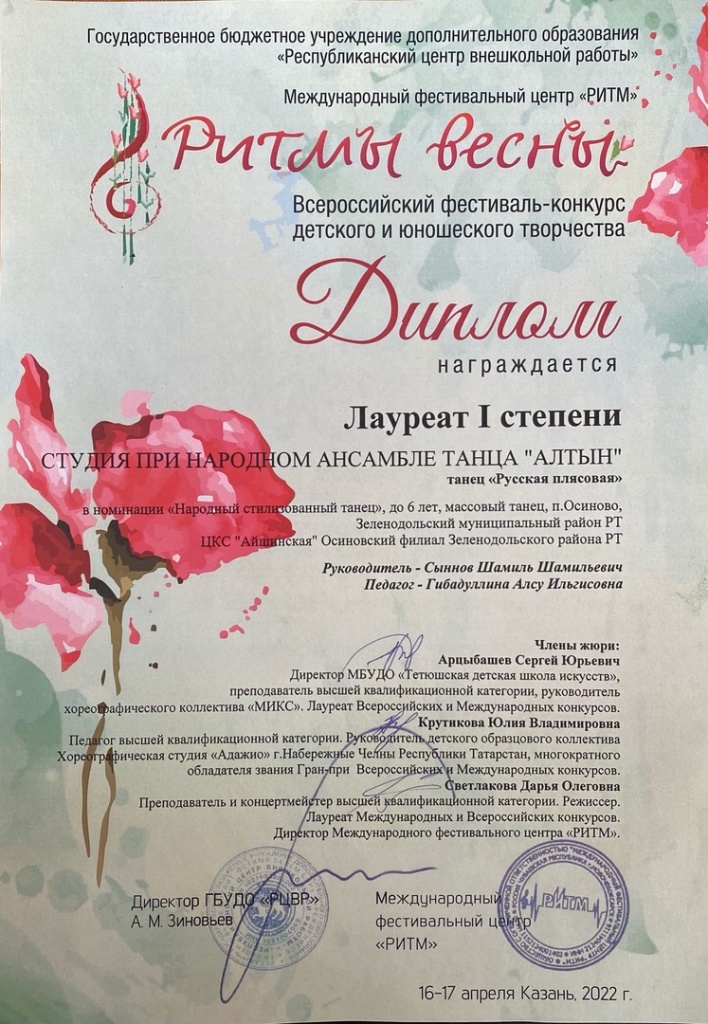 Государственное бюджетное учреждение дополнительного образования
«Республиканский центр внешкольной работы»
Международный фестивальный центр «РИТМ»
Ритмы весны
Всероссийский фестиваль-конкурс
детского и юношеского творчества
Диплом
награждается
Лауреат I степени
СТУДИЯ ПРИ НАРОДНОМ АНСАМБЛЕ ТАНЦА "АЛТЫН"
танец «Русская плясовая»
в номинации «Народный стилизованный танец», до 6 лет, массовый танец, п.Осиново,
Зеленодольский муниципальный район РТ
ЦКС "Айшинская" Осиновский филиал Зеленодольского района РТ
Руководитель - Сыннов Шамиль Шамильевич
Педагог - Гибадуллина Алсу Ильгисовна
Члены жюри:
Арцыбашев Сергей Юрьевич
Директор МБУДО «Тетюшская детская школа искусств»,
преподаватель высшей квалификационной категории, руководитель
хореографического коллектива «МИКС». Лауреат Всероссийских и Международных конкурсов.
Крутикова Юлия Владимировна
Педагог высшей квалификационной категории. Руководитель детского образцового коллектива
Хореографическая студия «Адажио» г.Набережные Челны Республики Татарстан, многократного
обладателя звания Гран-при Всероссийских и Международных конкурсов.
Светлакова Дарья Олеговна
Преподаватель и концертмейстер высшей квалификационной категории. Режиссер.
Лауреат Международных и Всероссийских конкурсов.
Директор Международного фестивального центра «РИТМ».
Директор ГБУДО «РЦВР»
А. М. Зиновьев
Международный
фестивальный центр
«РИТМ»
РИТМ
16-17 апреля Казань, 2022 г.